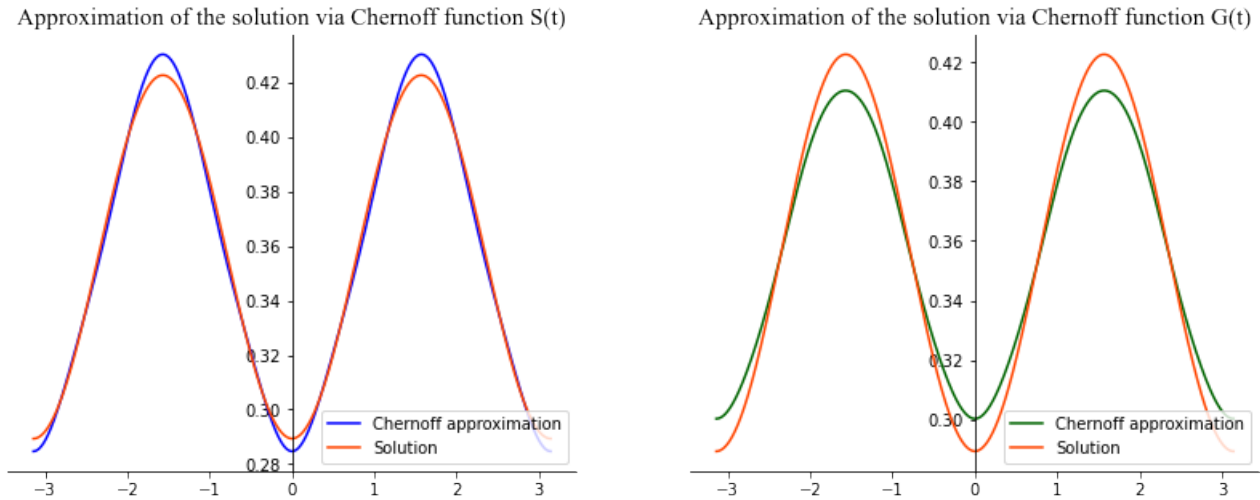 Approximation of the solution via Chernoff function S(t)
0.42
0.40
0.38
0.36
0.34
0.32
0.30
0.28
−3 −2 −1 0 1 2 3
Chernoff approximation
Solution
Approximation of the solution via Chernoff function G(t)
0.42
0.40
0.38
0.36
0.34
0.32
0.30
−3 −2 −1 0 1 2 3
Chernoff approximation
Solution